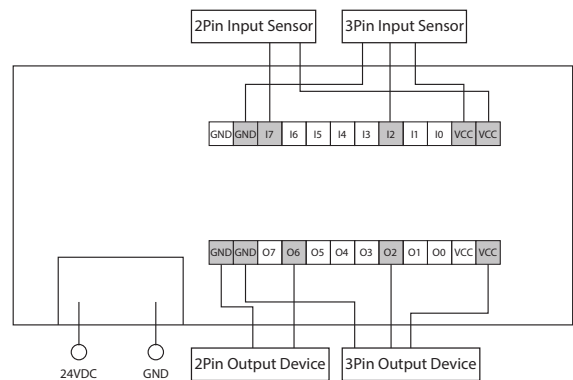 2Pin Input Sensor 3Pin Input Sensor
GND GND I7 I6 I5 I4 I3 I2 I1 I0 VCC VCC
GND GND O7 O6 O5 O4 O3 O2 O1 O0 VCC VCC
24VDC GND 2Pin Output Device 3Pin Output Device